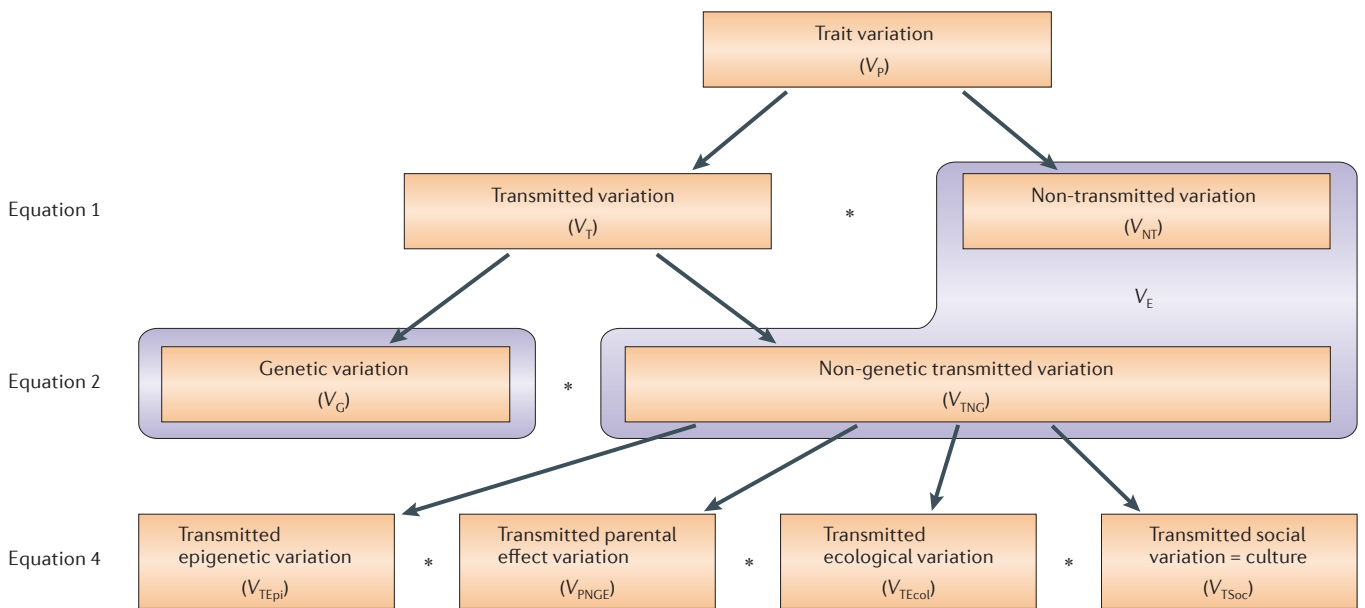 Trait variation
(V_P)
Equation 1
Transmitted variation
(V_T)
*
Non-transmitted variation
(V_NT)
V_E
Equation 2
Genetic variation
(V_G)
*
Non-genetic transmitted variation
(V_TNG)
Equation 4
Transmitted
epigenetic variation
(V_TEpi)
*
Transmitted parental
effect variation
(V_PNGE)
*
Transmitted
ecological variation
(V_TEcol)
*
Transmitted social
variation = culture
(V_TSoc)